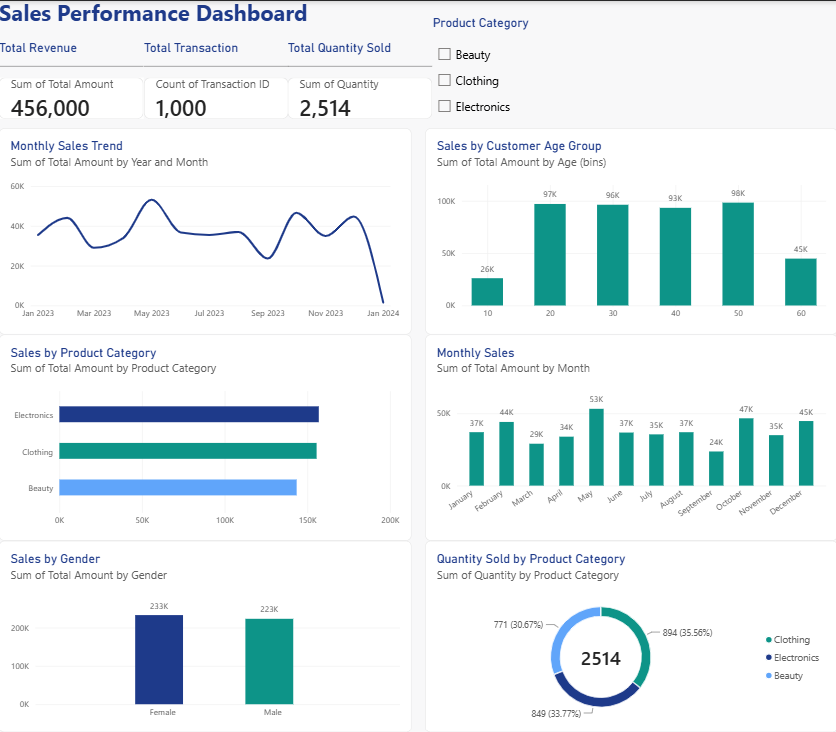 Sales Performance Dashboard
Product Category
Total Revenue
Total Transaction
Total Quantity Sold
Beauty
Clothing
Electronics
Sum of Total Amount
456,000
Count of Transaction ID
1,000
Sum of Quantity
2,514
Monthly Sales Trend
Sum of Total Amount by Year and Month
60K
40K
20K
0K
Jan 2023 Mar 2023 May 2023 Jul 2023 Sep 2023 Nov 2023 Jan 2024
Sales by Customer Age Group
Sum of Total Amount by Age (bins)
100K
50K
0K
26K 97K 96K 93K 98K 45K
10 20 30 40 50 60
Sales by Product Category
Sum of Total Amount by Product Category
Electronics
Clothing
Beauty
0K 50K 100K 150K 200K
Monthly Sales
Sum of Total Amount by Month
50K
0K
37K 44K 29K 34K 53K 37K 35K 37K 24K 47K 35K 45K
January February March April May June July August September October November December
Sales by Gender
Sum of Total Amount by Gender
200K
100K
0K
233K 223K
Female Male
Quantity Sold by Product Category
Sum of Quantity by Product Category
771 (30.67%)
894 (35.56%)
2514
849 (33.77%)
Clothing
Electronics
Beauty